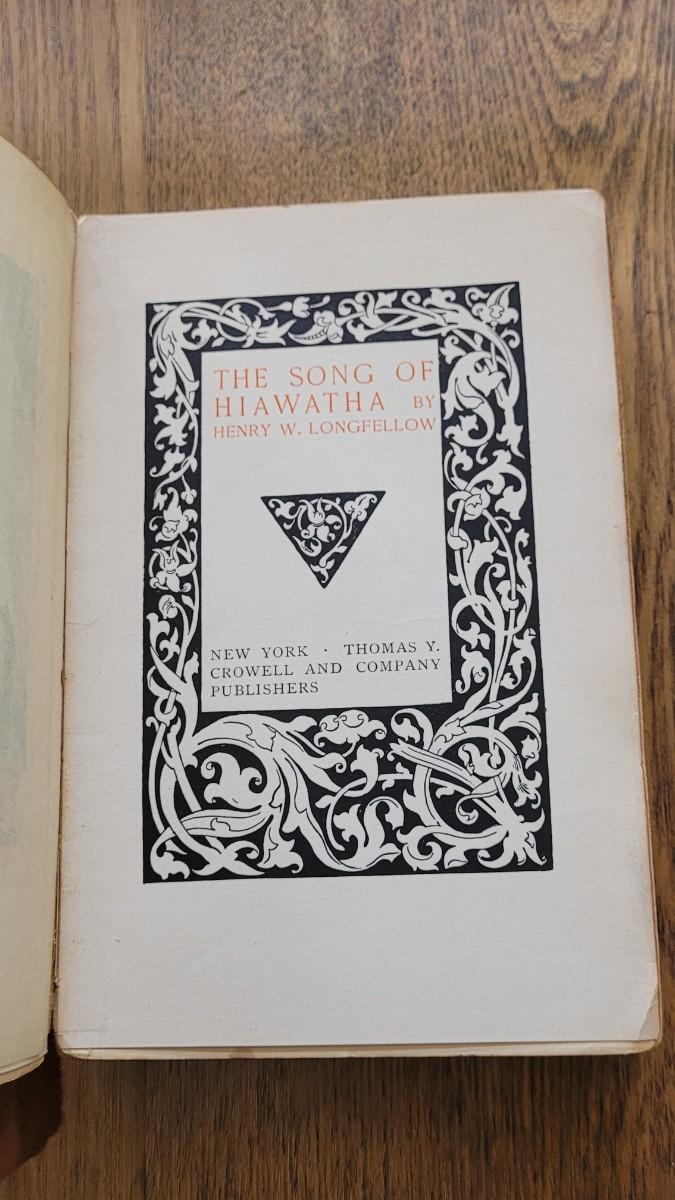 THE SONG OF
HIAWATHA BY
HENRY W. LONGFELLOW
NEW YORK · THOMAS Y.
CROWELL AND COMPANY
PUBLISHERS